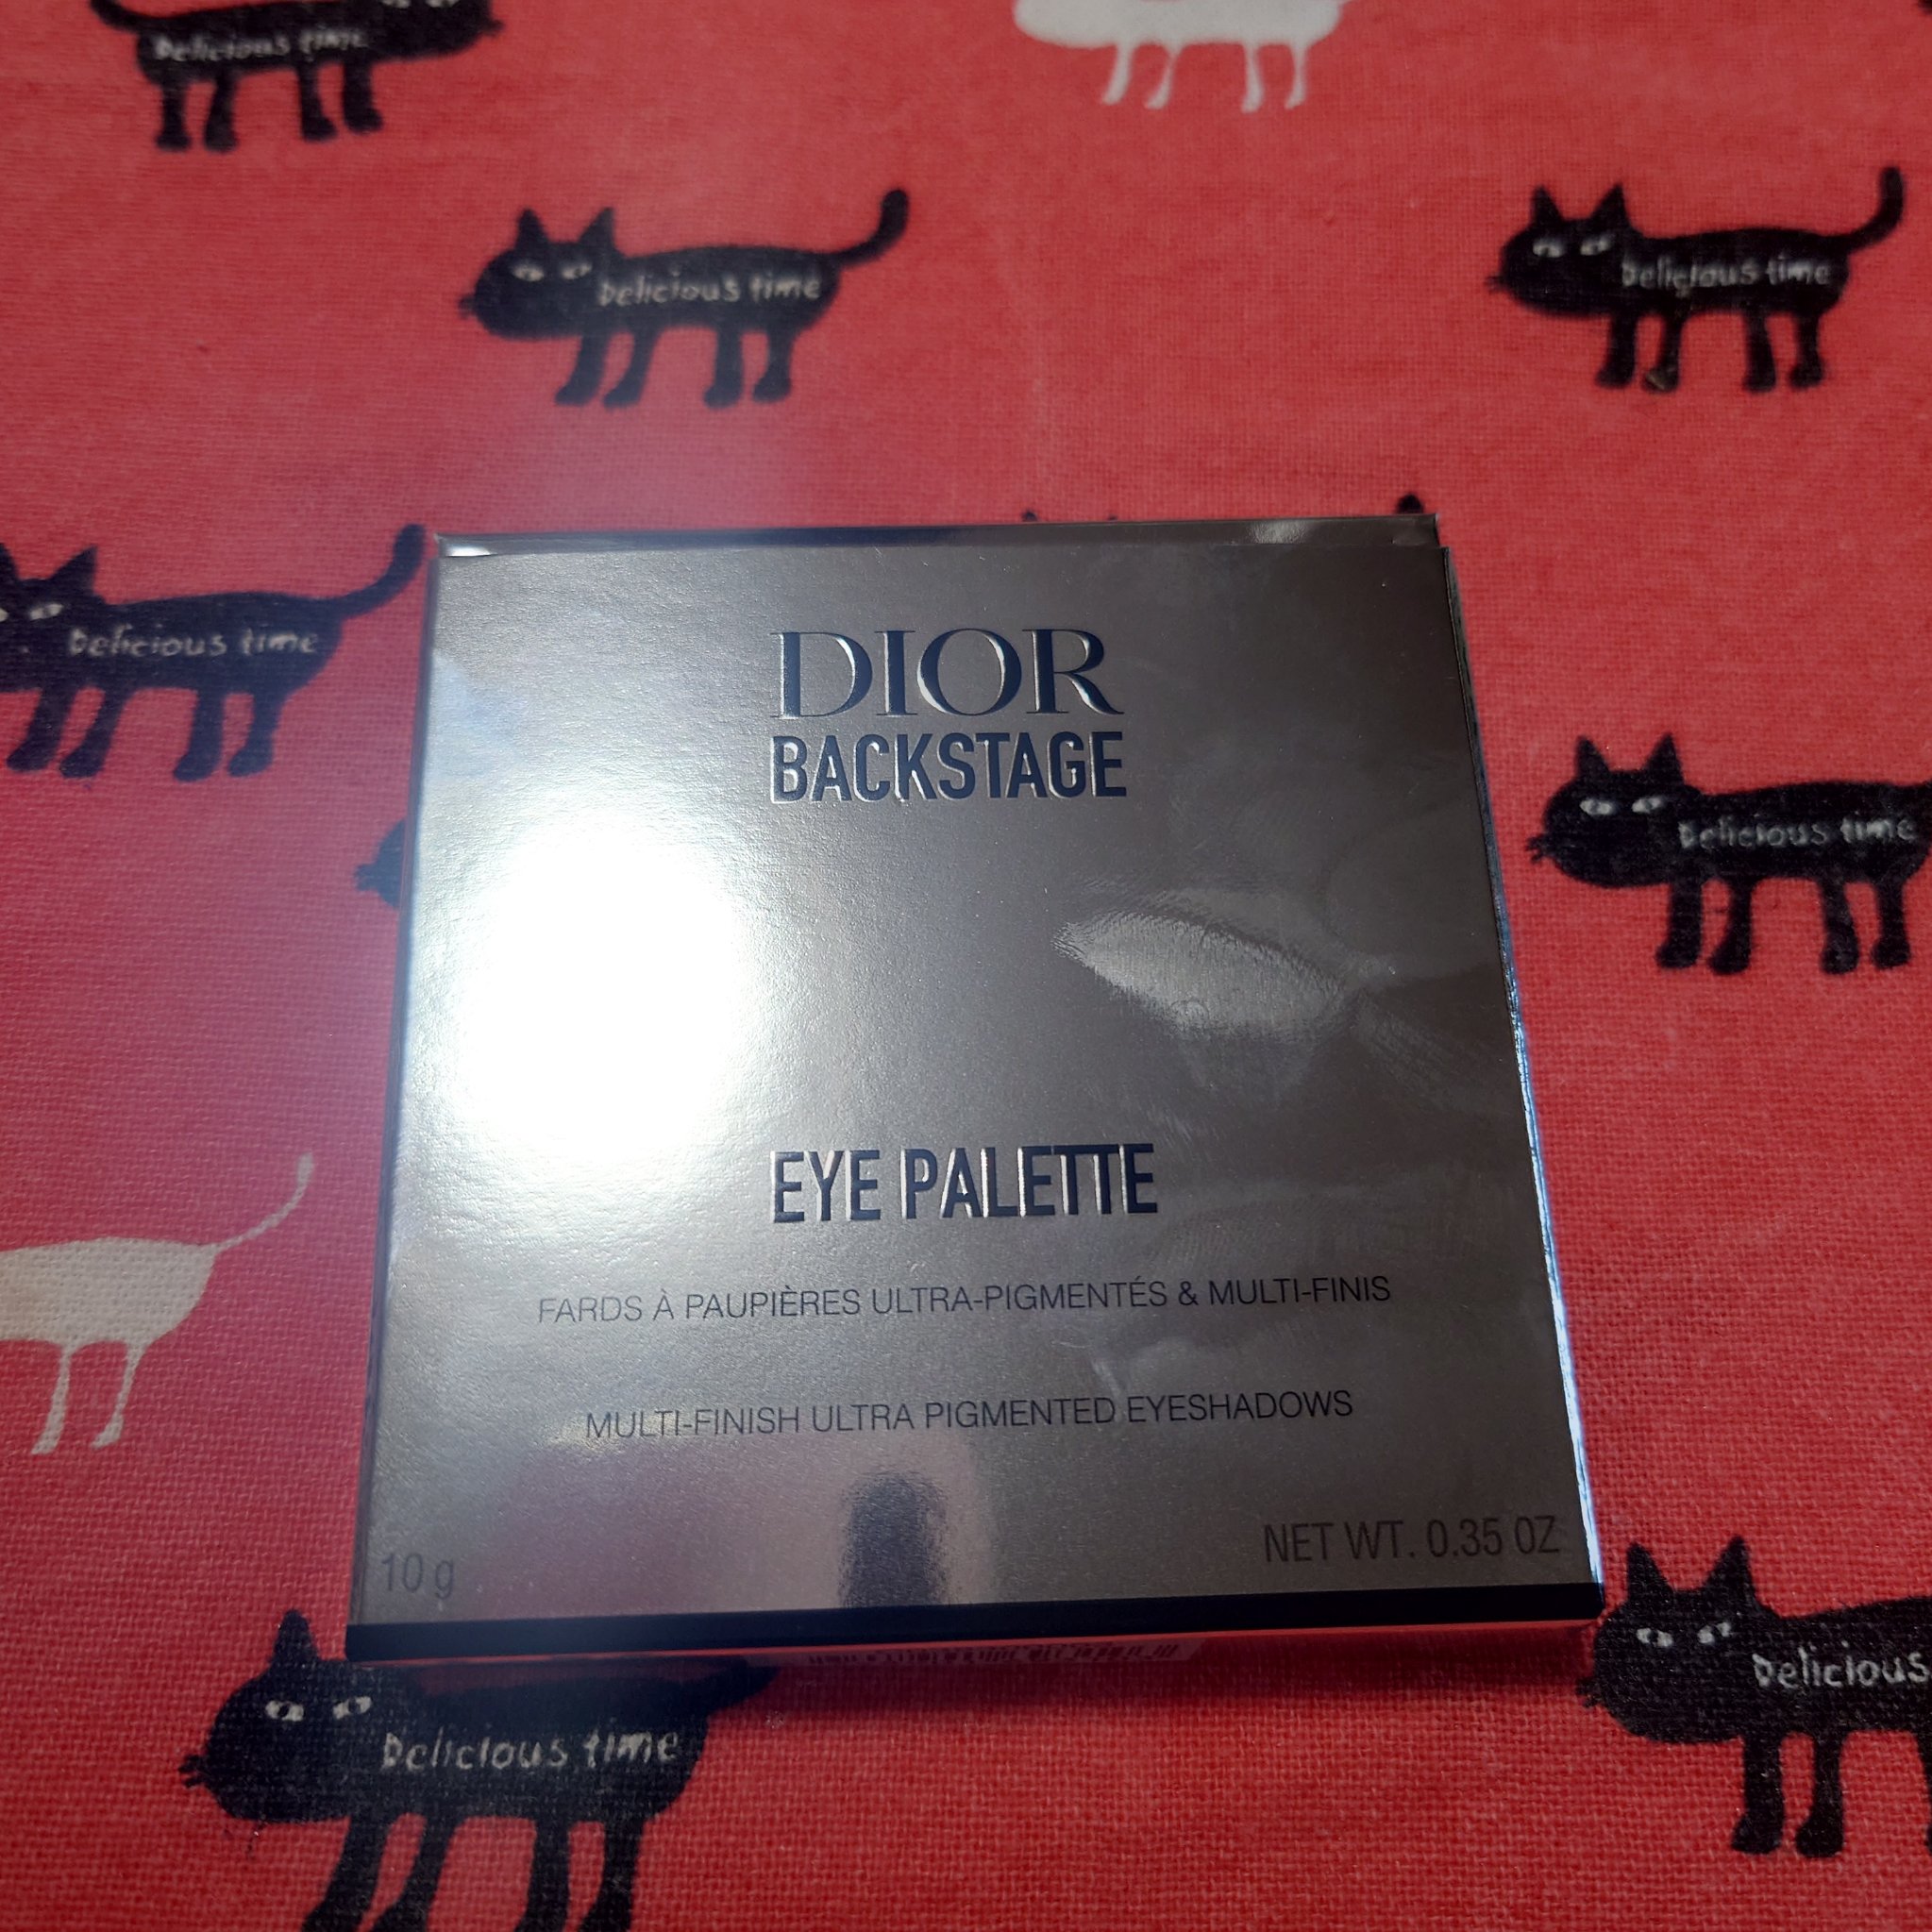 Delicious time
Delicious time
Delicious time
Delicious time
DIOR
BACKSTAGE
Delicious time
EYE PALETTE
FARDS À PAUPIÈRES ULTRA-PIGMENTÉS & MULTI-FINIS
MULTI-FINISH ULTRA PIGMENTED EYESHADOWS
10 g
NET WT. 0.35 OZ
Delicious time
Delicious